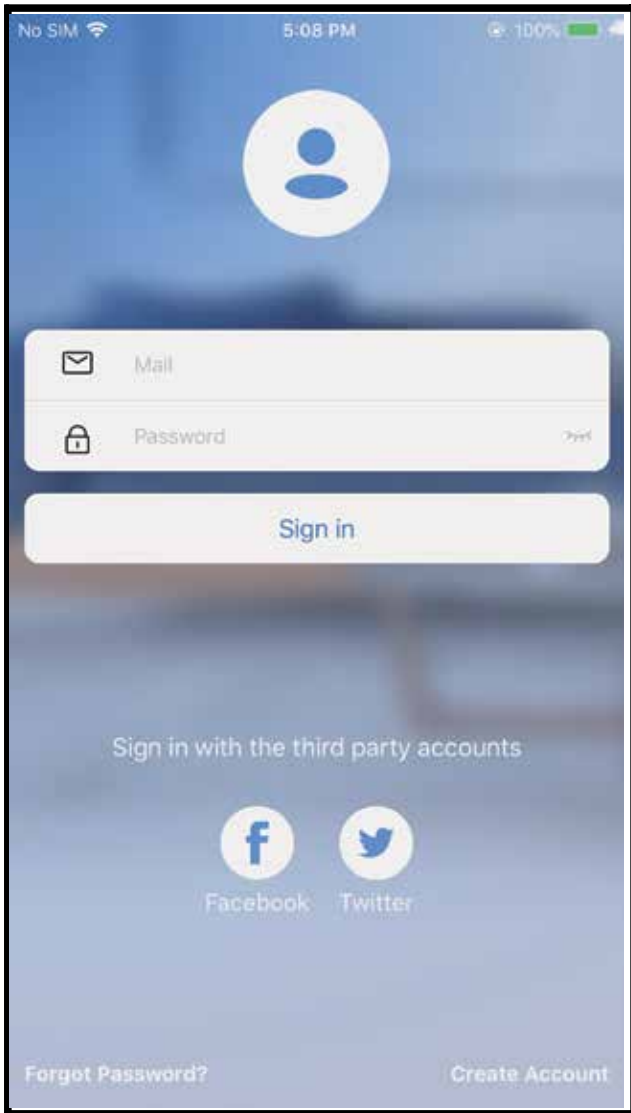 No SIM 5:08 PM 100%
Mail
Password
Sign in
Sign in with the third party accounts
Facebook Twitter
Forgot Password? Create Account